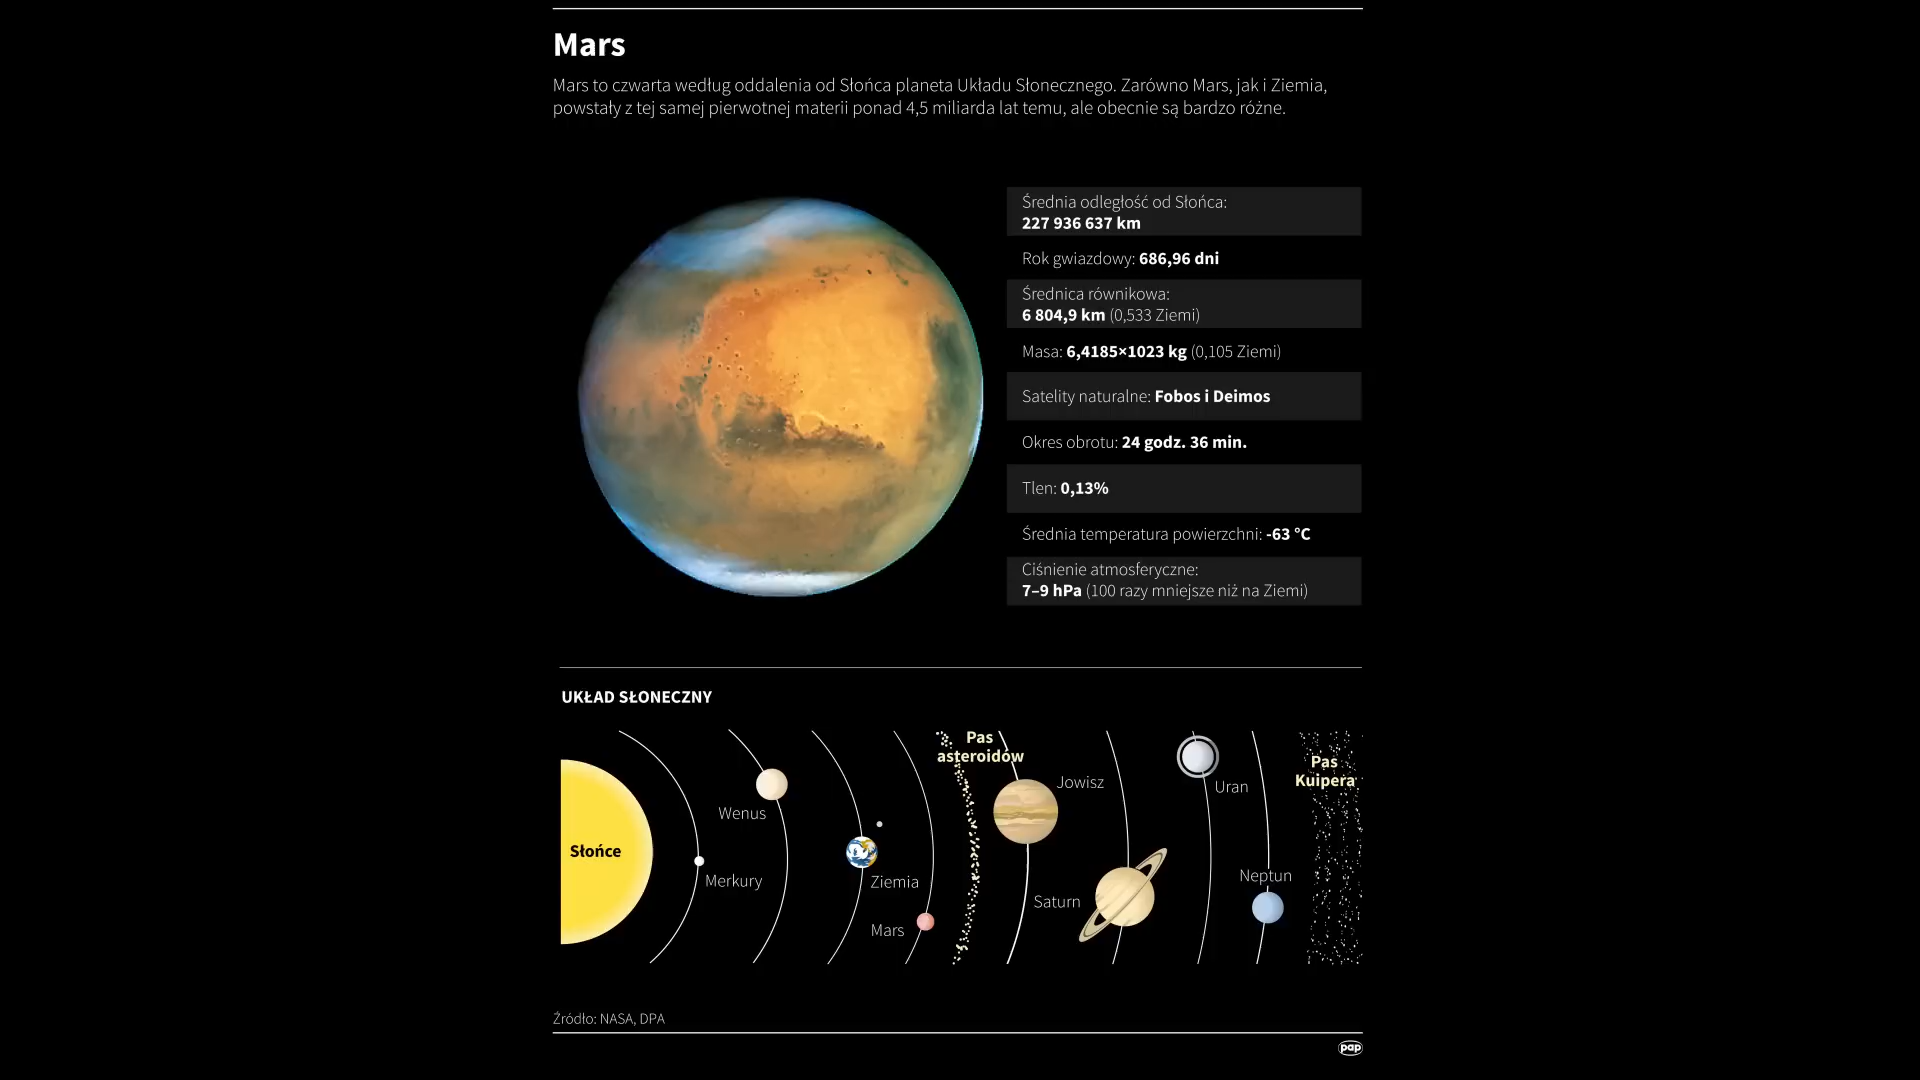 Mars
Mars to czwarta według oddalenia od Słońca planeta Układu Słonecznego. Zarówno Mars, jak i Ziemia,
powstały z tej samej pierwotnej materii ponad 4,5 miliarda lat temu, ale obecnie są bardzo różne.
Średnia odległość od Słońca:
227 936 637 km
Rok gwiazdowy: 686,96 dni
Średnica równikowa:
6 804,9 km (0,533 Ziemi)
Masa: 6,4185×1023 kg (0,105 Ziemi)
Satelity naturalne: Fobos i Deimos
Okres obrotu: 24 godz. 36 min.
Tlen: 0,13%
Średnia temperatura powierzchni: -63 °C
Ciśnienie atmosferyczne:
7–9 hPa (100 razy mniejsze niż na Ziemi)
UKŁAD SŁONECZNY
Słońce
Merkury
Wenus
Ziemia
Mars
Pas
asteroidów
Jowisz
Saturn
Uran
Neptun
Pas
Kuipera
Źródło: NASA, DPA
pap